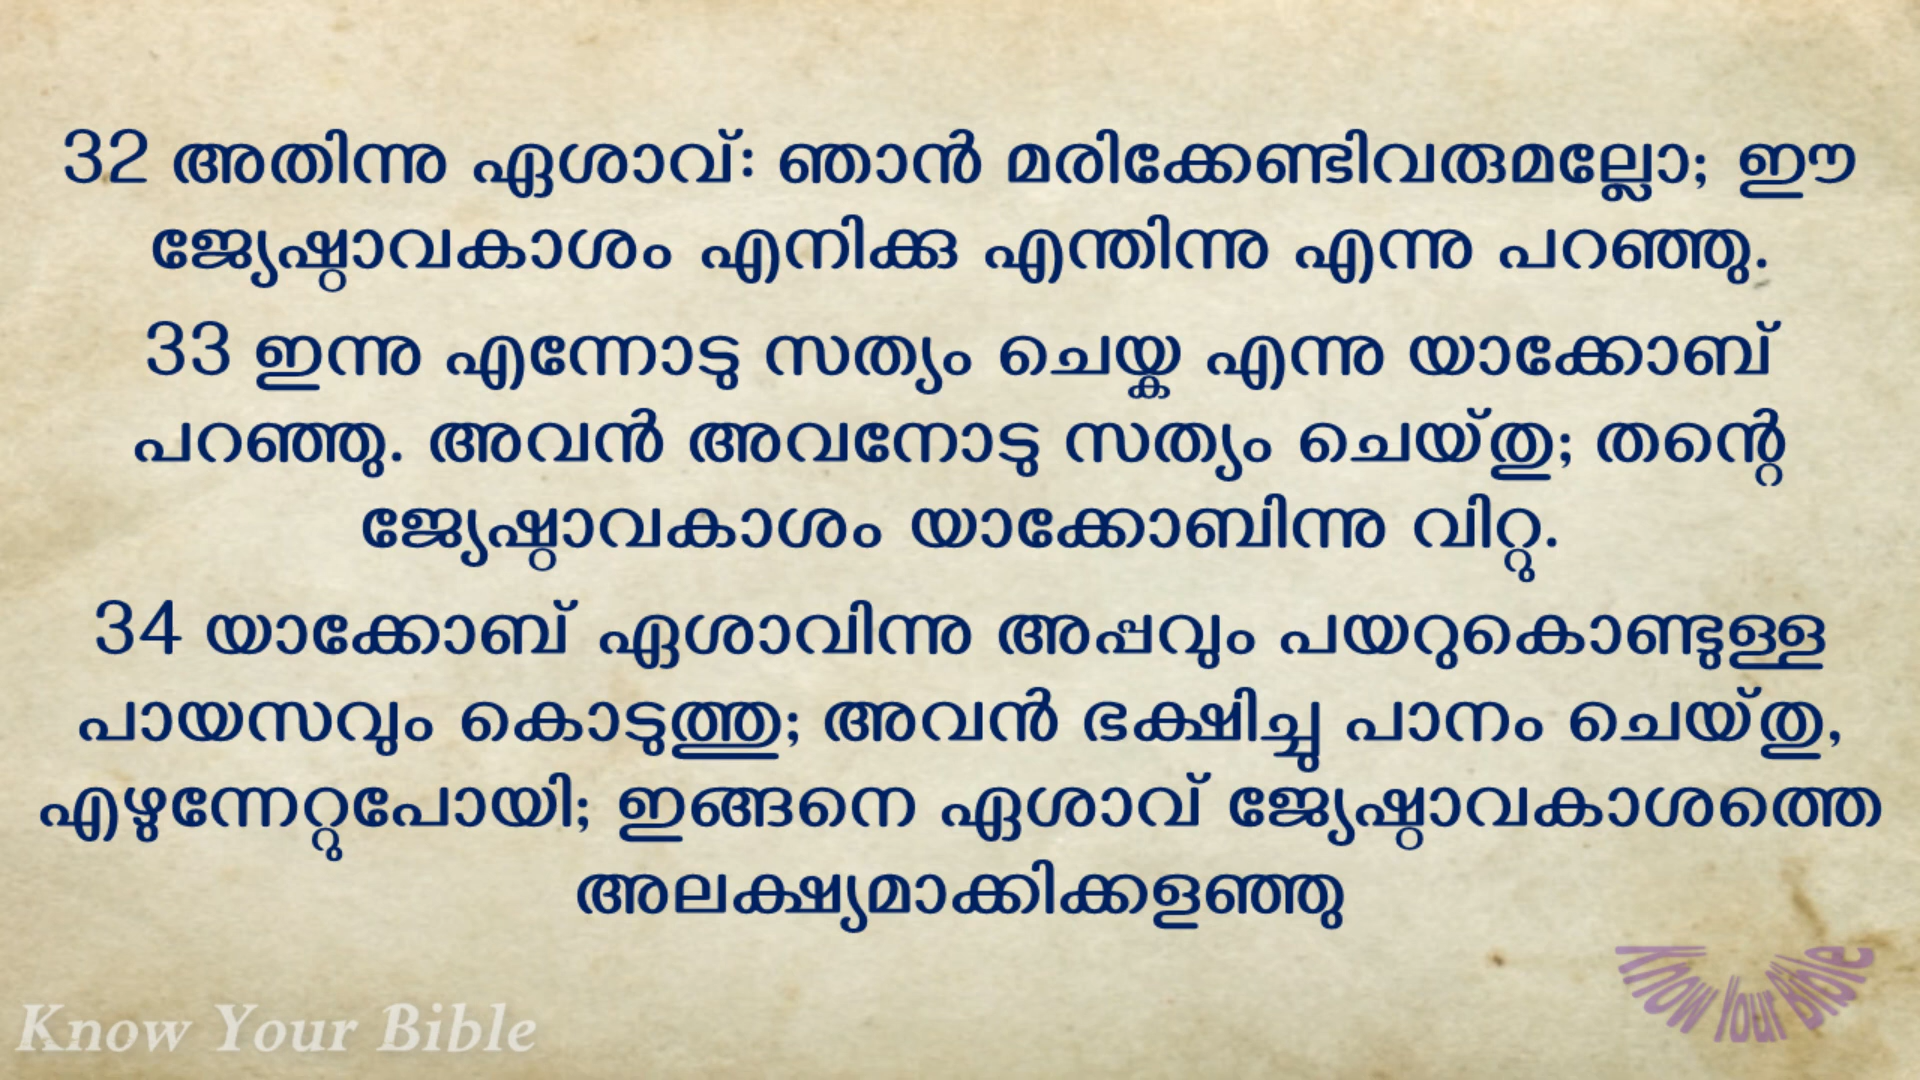 32 അതിന്നു ഏശാവ്: ഞാൻ മരിക്കേണ്ടിവരുമല്ലോ; ഈ
ജ്യേഷ്ഠാവകാശം എനിക്കു എന്തിന്നു എന്നു പറഞ്ഞു.
33 ഇന്നു എന്നോടു സത്യം ചെയ്ക എന്നു യാക്കോബ്
പറഞ്ഞു. അവൻ അവനോടു സത്യം ചെയ്തു; തന്റെ
ജ്യേഷ്ഠാവകാശം യാക്കോബിന്നു വിറ്റു.
34 യാക്കോബ് ഏശാവിന്നു അപ്പവും പയറുകൊണ്ടുള്ള
പായസവും കൊടുത്തു; അവൻ ഭക്ഷിച്ചു പാനം ചെയ്തു,
എഴുന്നേറ്റുപോയി; ഇങ്ങനെ ഏശാവ് ജ്യേഷ്ഠാവകാശത്തെ
അലക്ഷ്യമാക്കിക്കളഞ്ഞു
Know Your Bible
Know Your Bible